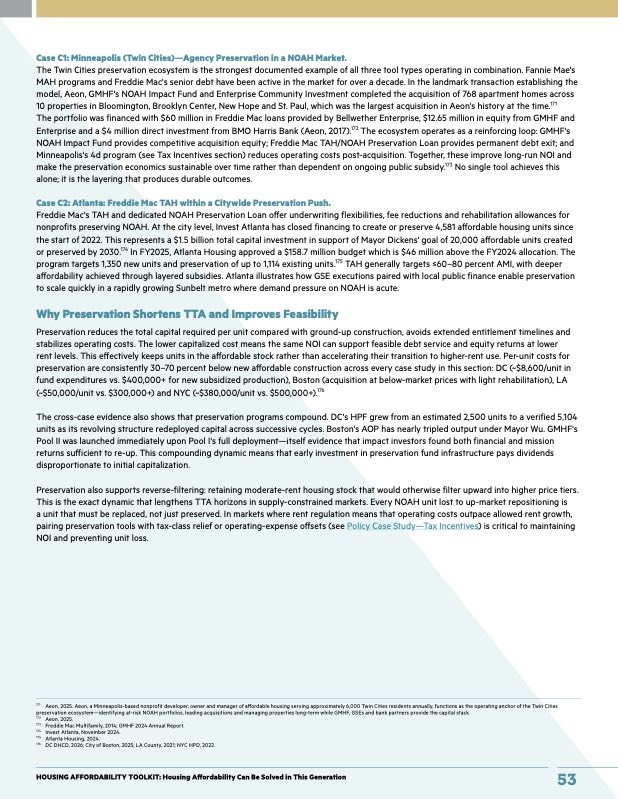 Case C1: Minneapolis (Twin Cities)—Agency Preservation in a NOAH Market.
The Twin Cities preservation ecosystem is the strongest documented example of all three tool types operating in combination. Fannie Mae's
MAH programs and Freddie Mac's senior debt have been active in the market for over a decade. In the landmark transaction establishing the
model, Aeon, GMHF's NOAH Impact Fund and Enterprise Community Investment completed the acquisition of 768 apartment homes across
10 properties in Bloomington, Brooklyn Center, New Hope and St. Paul, which was the largest acquisition in Aeon's history at the time.171
The portfolio was financed with $60 million in Freddie Mac loans provided by Bellwether Enterprise, $12.65 million in equity from GMHF and
Enterprise and a $4 million direct investment from BMO Harris Bank (Aeon, 2017).172 The ecosystem operates as a reinforcing loop: GMHF's
NOAH Impact Fund provides competitive acquisition equity; Freddie Mac TAH/NOAH Preservation Loan provides permanent debt exit; and
Minneapolis's 4d program (see Tax Incentives section) reduces operating costs post-acquisition. Together, these improve long-run NOI and
make the preservation economics sustainable over time rather than dependent on ongoing public subsidy.173 No single tool achieves this
alone; it is the layering that produces durable outcomes.
Case C2: Atlanta: Freddie Mac TAH within a Citywide Preservation Push.
Freddie Mac's TAH and dedicated NOAH Preservation Loan offer underwriting flexibilities, fee reductions and rehabilitation allowances for
nonprofits preserving NOAH. At the city level, Invest Atlanta has closed financing to create or preserve 4,581 affordable housing units since
the start of 2022. This represents a $1.5 billion total capital investment in support of Mayor Dickens' goal of 20,000 affordable units created
or preserved by 2030.174 In FY2025, Atlanta Housing approved a $158.7 million budget which is $46 million above the FY2024 allocation. The
program targets 1,350 new units and preservation of up to 1,114 existing units.175 TAH generally targets ≤60–80 percent AMI, with deeper
affordability achieved through layered subsidies. Atlanta illustrates how GSE executions paired with local public finance enable preservation
to scale quickly in a rapidly growing Sunbelt metro where demand pressure on NOAH is acute.
Why Preservation Shortens TTA and Improves Feasibility
Preservation reduces the total capital required per unit compared with ground-up construction, avoids extended entitlement timelines and
stabilizes operating costs. The lower capitalized cost means the same NOI can support feasible debt service and equity returns at lower
rent levels. This effectively keeps units in the affordable stock rather than accelerating their transition to higher-rent use. Per-unit costs for
preservation are consistently 30–70 percent below new affordable construction across every case study in this section: DC (~$8,600/unit in
fund expenditures vs. $400,000+ for new subsidized production), Boston (acquisition at below-market prices with light rehabilitation), LA
(~$50,000/unit vs. $300,000+) and NYC (~$380,000/unit vs. $500,000+).176
The cross-case evidence also shows that preservation programs compound. DC's HPF grew from an estimated 2,500 units to a verified 5,104
units as its revolving structure redeployed capital across successive cycles. Boston's AOP has nearly tripled output under Mayor Wu. GMHF's
Pool II was launched immediately upon Pool I's full deployment—itself evidence that impact investors found both financial and mission
returns sufficient to re-up. This compounding dynamic means that early investment in preservation fund infrastructure pays dividends
disproportionate to initial capitalization.
Preservation also supports reverse-filtering: retaining moderate-rent housing stock that would otherwise filter upward into higher price tiers.
This is the exact dynamic that lengthens TTA horizons in supply-constrained markets. Every NOAH unit lost to up-market repositioning is
a unit that must be replaced, not just preserved. In markets where rent regulation means that operating costs outpace allowed rent growth,
pairing preservation tools with tax-class relief or operating-expense offsets (see Policy Case Study—Tax Incentives) is critical to maintaining
NOI and preventing unit loss.
171 Aeon, 2025. Aeon, a Minneapolis-based nonprofit developer, owner and manager of affordable housing serving approximately 6,000 Twin Cities residents annually, functions as the operating anchor of the Twin Cities
preservation ecosystem—identifying at-risk NOAH portfolios, leading acquisitions and managing properties long-term while GMHF, GSEs and bank partners provide the capital stack.
172 Aeon, 2025.
173 Freddie Mac Multifamily, 2014; GMHF 2024 Annual Report.
174 Invest Atlanta, November 2024.
175 Atlanta Housing, 2024.
176 DC DHCD, 2026; City of Boston, 2025; LA County, 2021; NYC HPD, 2022.
HOUSING AFFORDABILITY TOOLKIT: Housing Affordability Can Be Solved in This Generation
53